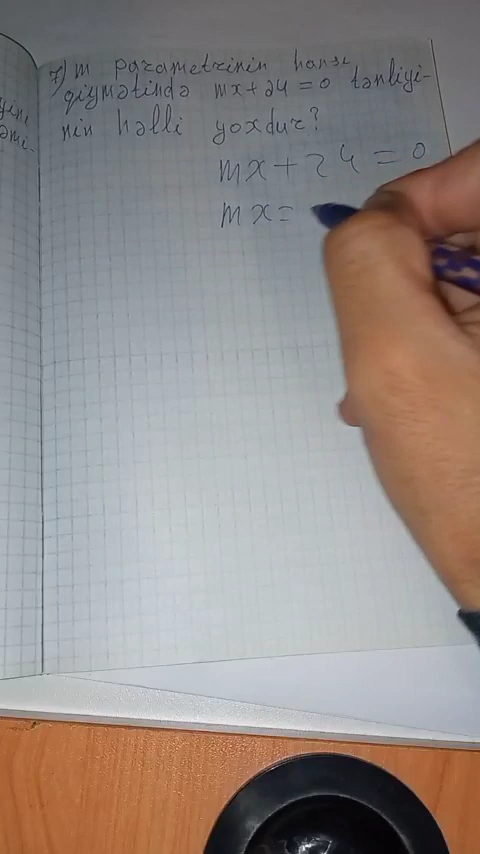 7) m parametrinin hansı
qiymətində mx+24=0 tənliyi-
nin həlli yoxdur?
mx+24=0
mx=